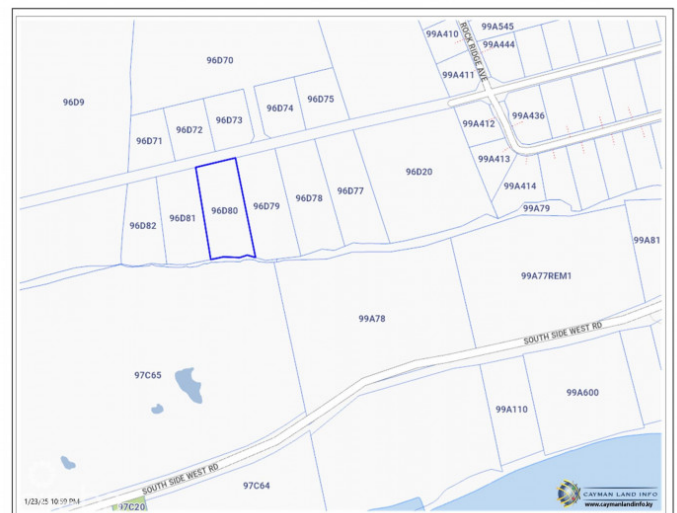 99A410
99A545
ROCK RIDGE AVE
99A444
96D70
99A411
96D9
96D75
96D74
96D73
99A436
96D72
99A412
96D71
99A413
96D20
96D77
99A414
96D78
96D79
96D80
99A79
96D81
96D82
99A81
99A77REM1
99A78
SOUTH SIDE WEST RD
97C65
99A600
99A110
SOUTH SIDE WEST RD
97C64
1/23/25 10:59 PM
97C20
CAYMAN LAND INFO
www.caymanlandinfo.ky